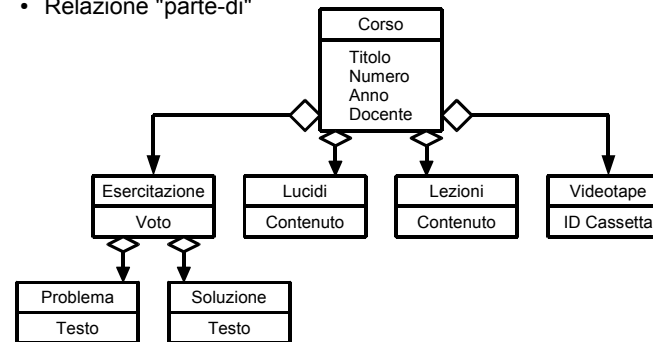 • Relazione "parte-di"
Corso
Titolo
Numero
Anno
Docente
Esercitazione
Voto
Lucidi
Contenuto
Lezioni
Contenuto
Videotape
ID Cassetta
Problema
Testo
Soluzione
Testo